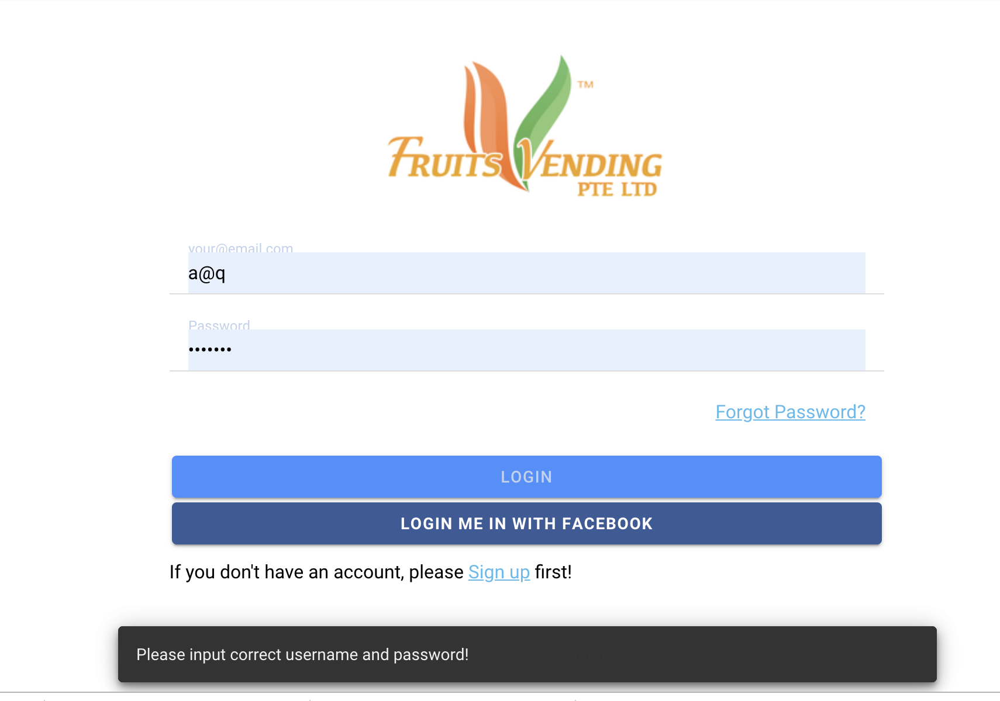 TM
FRUITS VENDING
PTE LTD
your@email.com
a@q
Password
•••••••
Forgot Password?
LOGIN
LOGIN ME IN WITH FACEBOOK
If you don't have an account, please Sign up first!
Please input correct username and password!